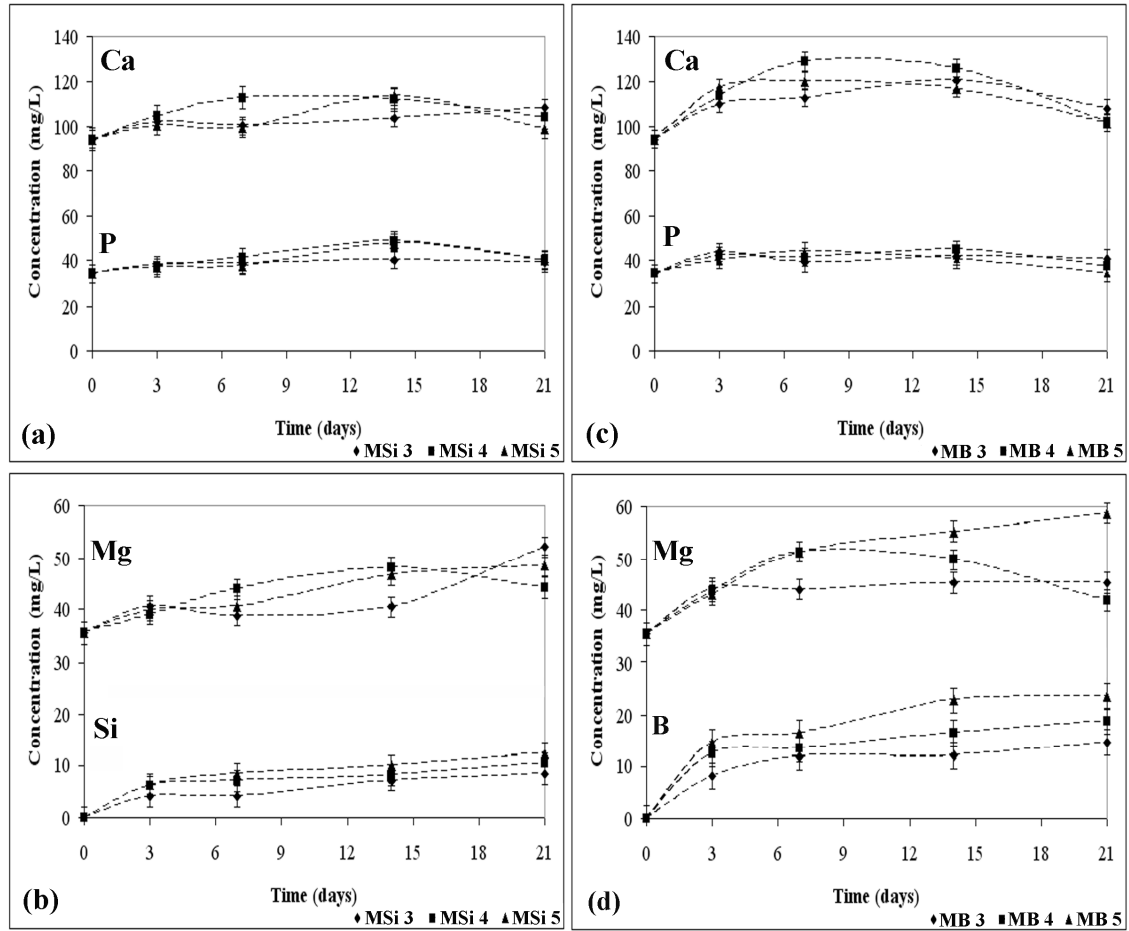 140
120
100
80
60
40
20
0
Concentration (mg/L)
Ca
P
0 3 6 9 12 15 18 21
Time (days)
(a)
◆ MSi 3 ■ MSi 4 ▲ MSi 5
140
120
100
80
60
40
20
0
Concentration (mg/L)
Ca
P
0 3 6 9 12 15 18 21
Time (days)
(c)
◆ MB 3 ■ MB 4 ▲ MB 5
60
50
40
30
20
10
0
Concentration (mg/L)
Mg
Si
0 3 6 9 12 15 18 21
Time (days)
(b)
◆ MSi 3 ■ MSi 4 ▲ MSi 5
60
50
40
30
20
10
0
Concentration (mg/L)
Mg
B
0 3 6 9 12 15 18 21
Time (days)
(d)
◆ MB 3 ■ MB 4 ▲ MB 5